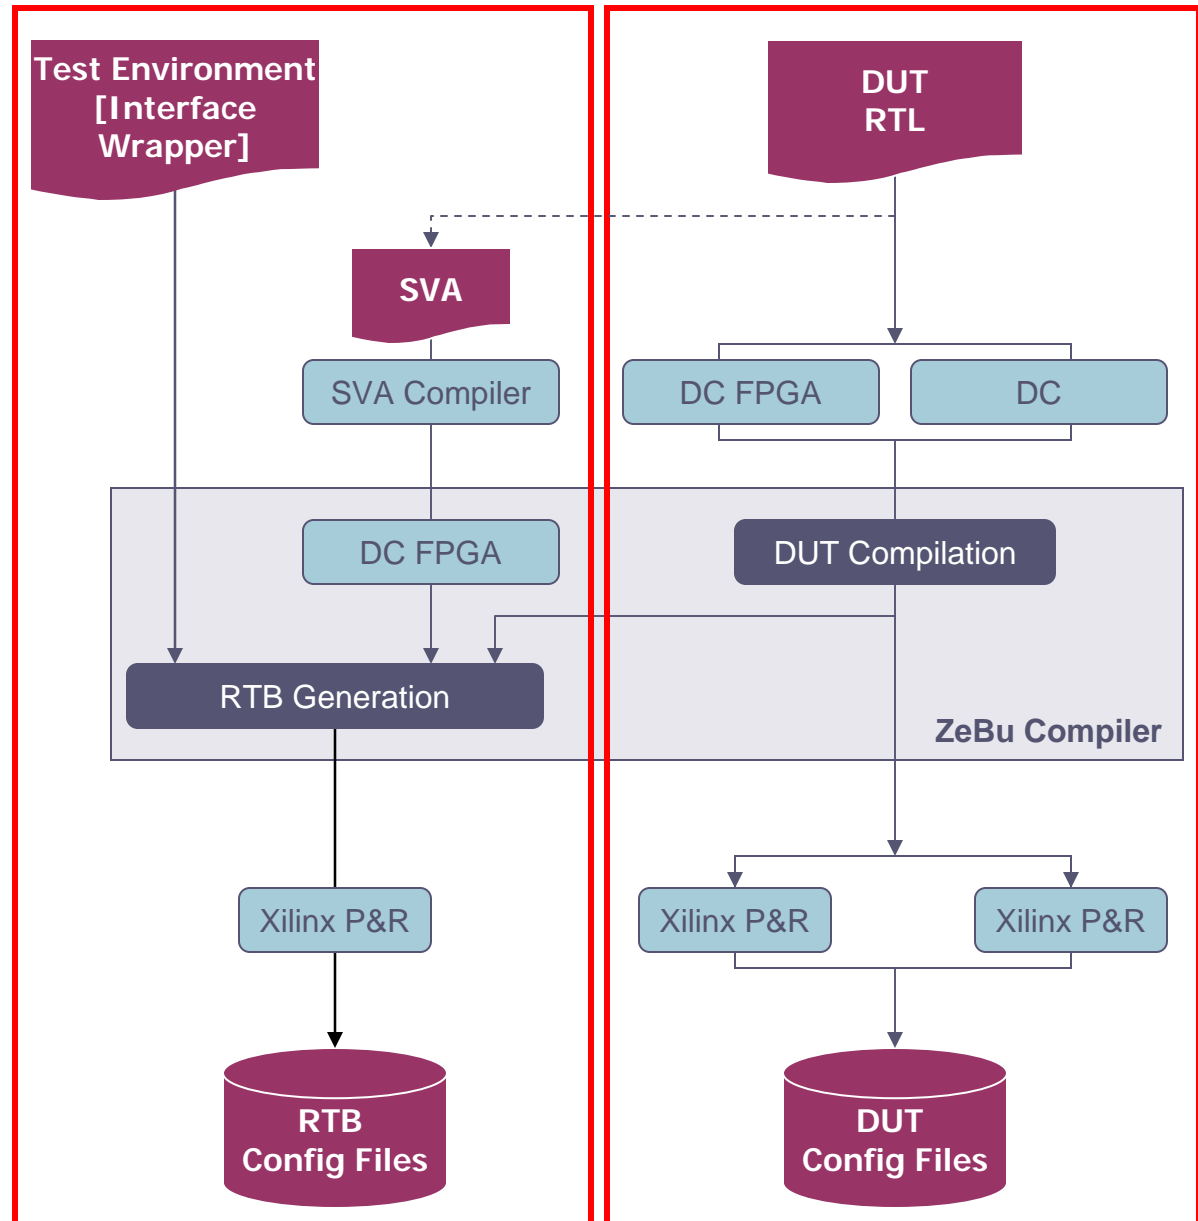 Test Environment
[Interface
Wrapper]
DUT
RTL
SVA
SVA Compiler
DC FPGA
DC
DC FPGA
DUT Compilation
RTB Generation
ZeBu Compiler
Xilinx P&R
Xilinx P&R
Xilinx P&R
RTB
Config Files
DUT
Config Files